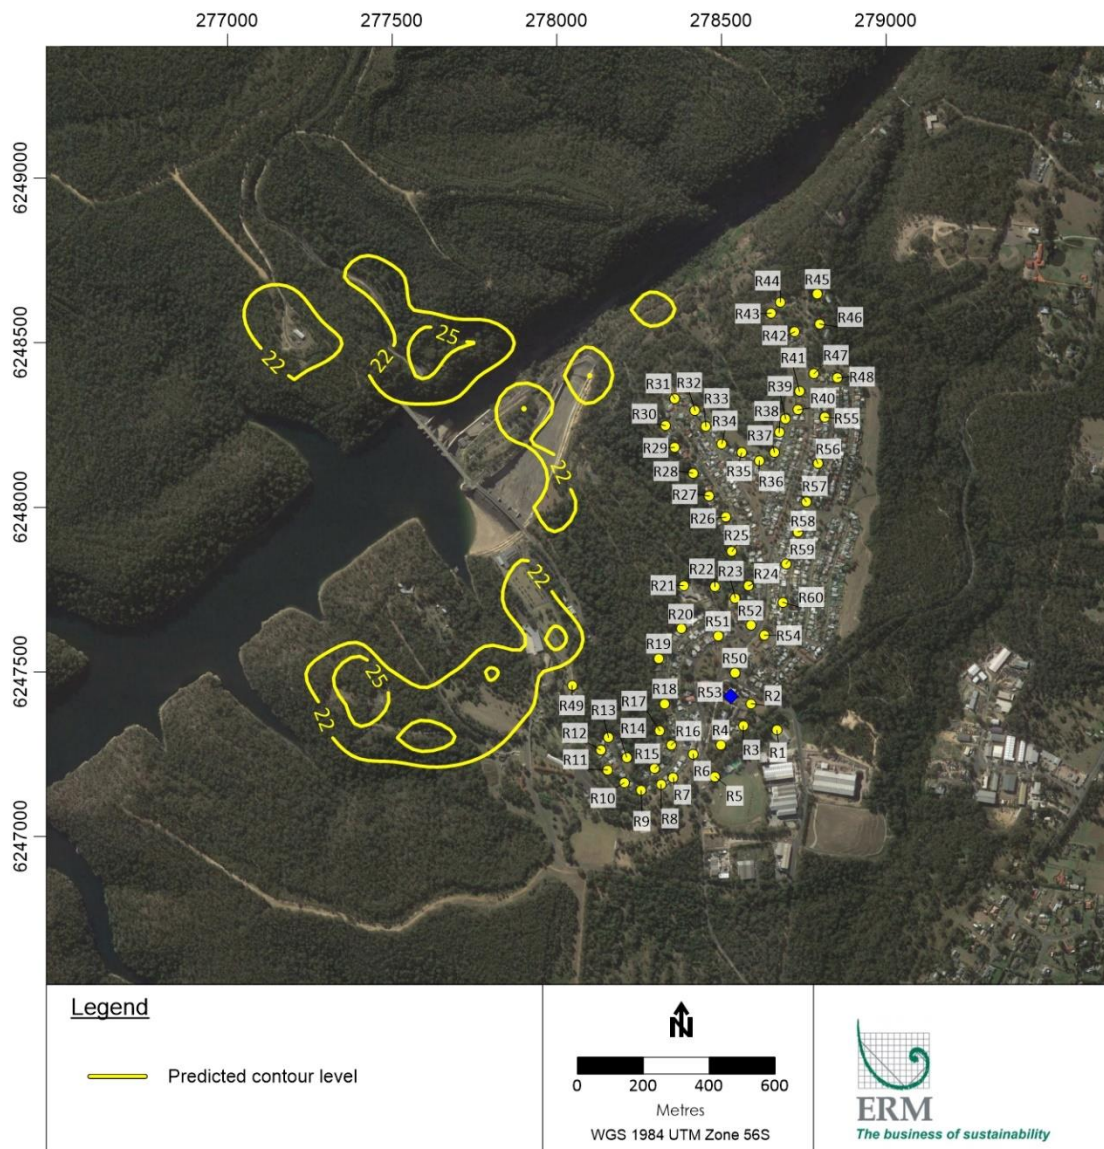 277000 277500 278000 278500 279000
6249000
6248500
6248000
6247500
6247000
22
22
25
22
22
25
22
R44 R45
R43
R46
R42
R41 R47
R48
R31 R32
R39
R33
R40
R30
R34
R38
R55
R37
R29
R56
R35
R28
R36
R57
R27
R26
R58
R25
R59
R22 R23
R21 R24
R60
R20 R51 R52
R54
R19
R50
R18 R53 R2
R49 R17
R13
R14 R16 R4
R12 R3 R1
R15
R11
R6
R10 R7 R5
R9 R8
Legend
Predicted contour level
N
0 200 400 600
Metres
WGS 1984 UTM Zone 56S
ERM
The business of sustainability